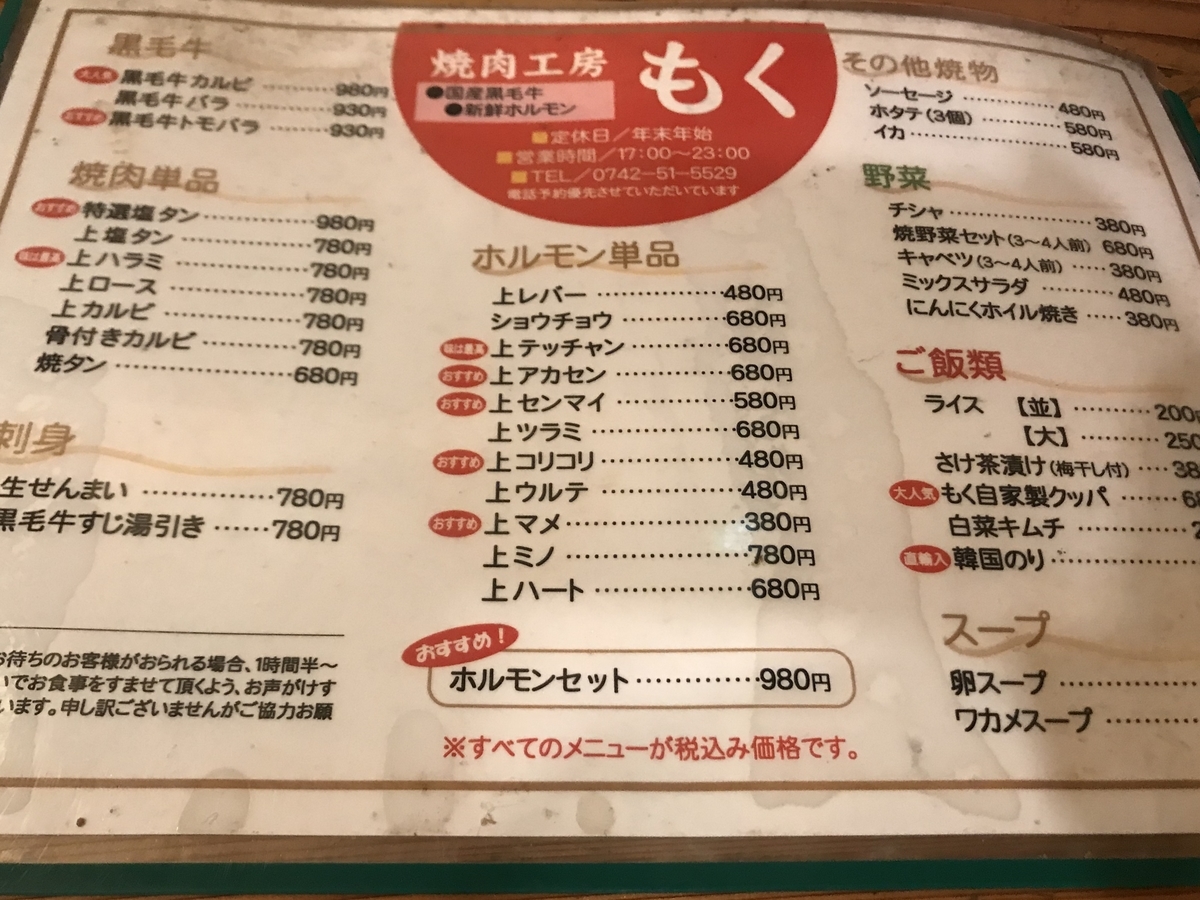 黒毛牛
大人気 黒毛牛カルビ ………… 980円
黒毛牛バラ ………… 930円
おすすめ 黒毛牛トモバラ ……… 930円
焼肉単品
おすすめ 特選塩タン ………… 980円
上塩タン ………… 780円
味は最高 上ハラミ ………… 780円
上ロース ………… 780円
上カルビ ………… 780円
骨付きカルビ ………… 780円
焼タン ………… 680円
刺身
生せんまい ………… 780円
黒毛牛すじ湯引き …… 780円
お待ちのお客様がおられる場合、1時間半〜
いでお食事をすませて頂くよう、お声がけす
います。申し訳ございませんがご協力お願
焼肉工房 もく
●国産黒毛牛
●新鮮ホルモン
定休日/年末年始
営業時間/17:00〜23:00
TEL/0742-51-5529
電話予約優先させていただいています
ホルモン単品
上レバー ………… 480円
ショウチョウ ………… 680円
味は最高 上テッチャン ………… 680円
おすすめ 上アカセン ………… 680円
おすすめ 上センマイ ………… 580円
上ツラミ ………… 680円
おすすめ 上コリコリ ………… 480円
上ウルテ ………… 480円
おすすめ 上マメ ………… 380円
上ミノ ………… 780円
上ハート ………… 680円
おすすめ!
ホルモンセット ………… 980円
※すべてのメニューが税込み価格です。
その他焼物
ソーセージ ………… 480円
ホタテ(3個) ………… 580円
イカ ………… 580円
野菜
チシャ ………… 380円
焼野菜セット(3〜4人前) 680円
キャベツ(3〜4人前) …… 380円
ミックスサラダ ………… 480円
にんにくホイル焼き …… 380円
ご飯類
ライス 【並】 ………… 200円
【大】 ………… 250
さけ茶漬け(梅干し付) …… 38
大人気 もく自家製クッパ ……… 6
白菜キムチ …………
直輸入 韓国のり …………
スープ
卵スープ …………
ワカメスープ …………